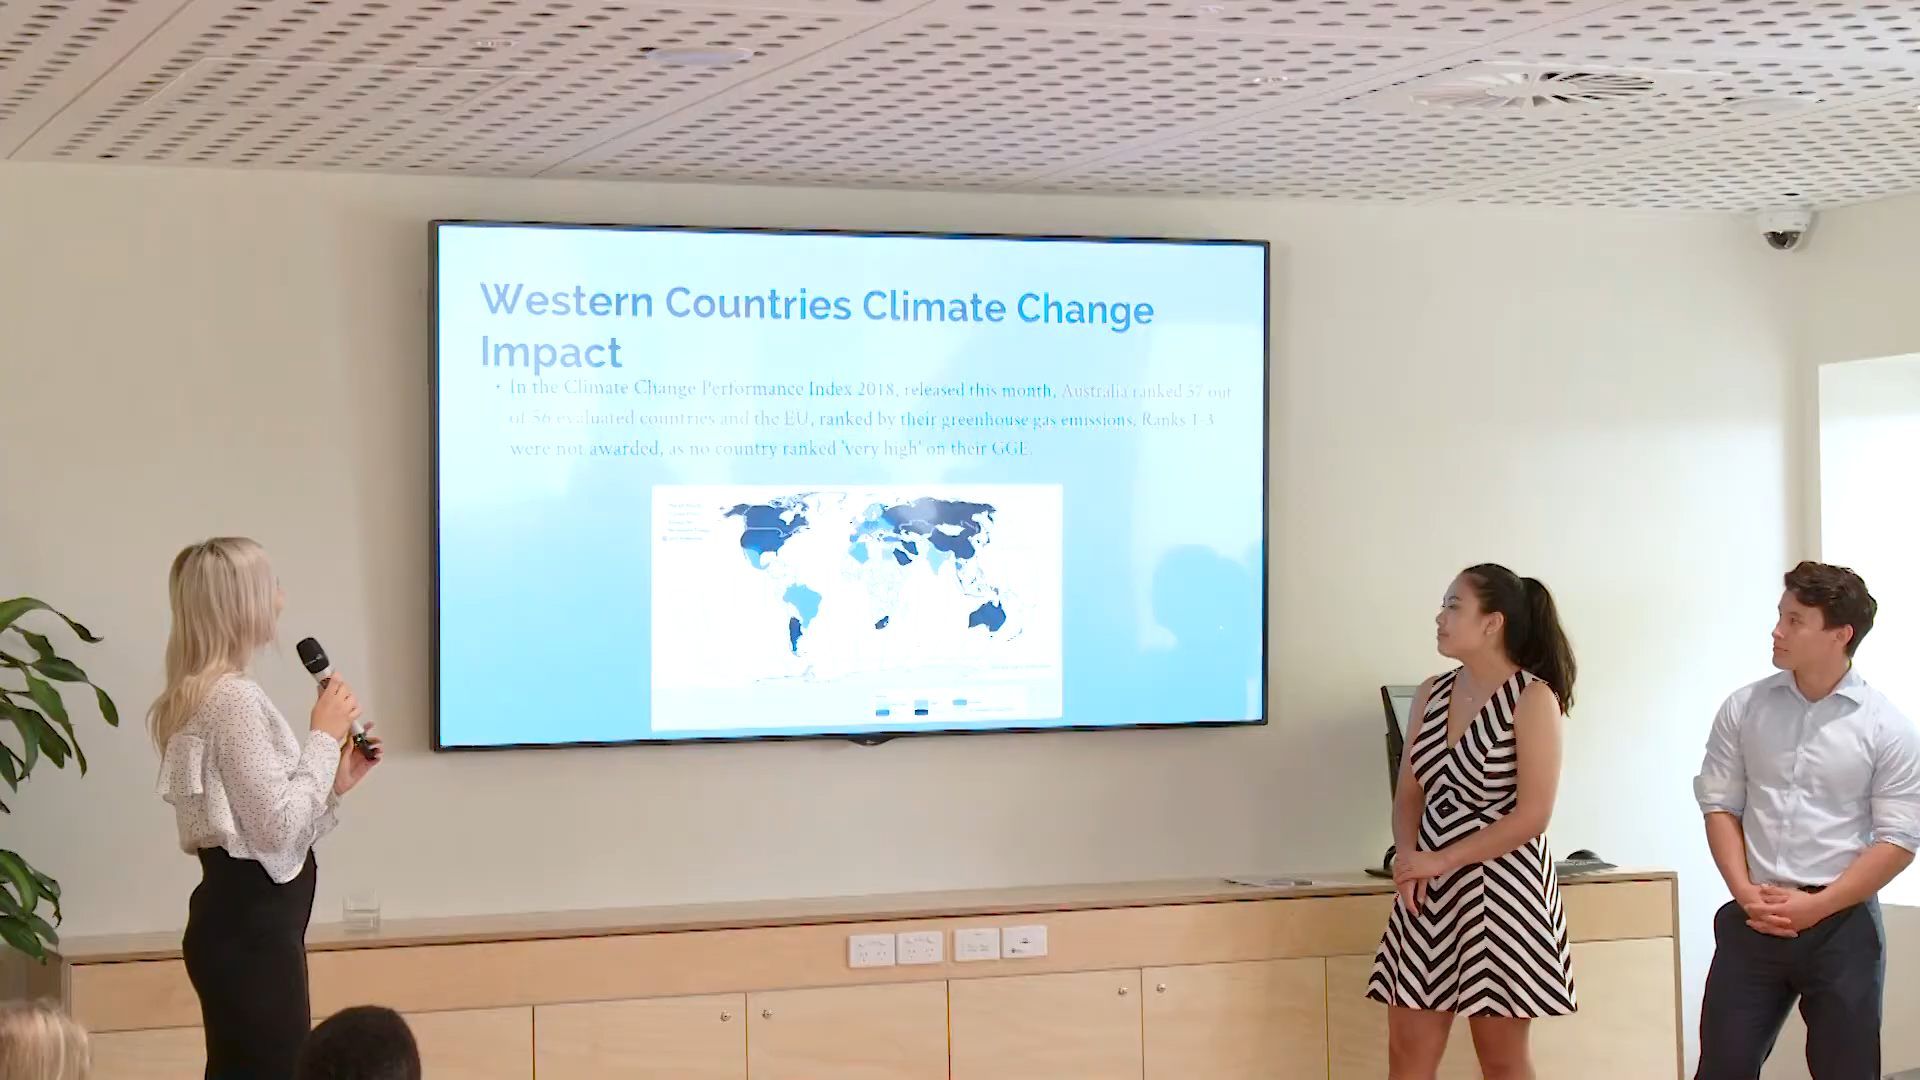 Western Countries Climate Change
Impact
• In the Climate Change Performance Index 2018, released this month, Australia ranked 57 out
of 56 evaluated countries and the EU, ranked by their greenhouse gas emissions. Ranks 1-3
were not awarded, as no country ranked 'very high' on their GGE.